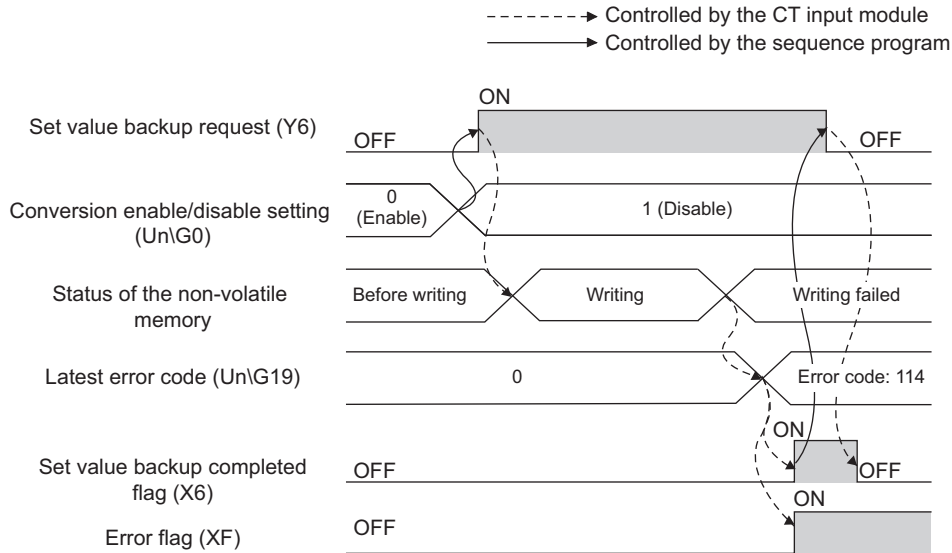 Controlled by the CT input module
Controlled by the sequence program
ON
Set value backup request (Y6)
OFF
OFF
0
(Enable)
1 (Disable)
Conversion enable/disable setting
(Un\G0)
Status of the non-volatile
memory
Before writing
Writing
Writing failed
Latest error code (Un\G19)
0
Error code: 114
ON
Set value backup completed
flag (X6)
OFF
OFF
ON
Error flag (XF)
OFF